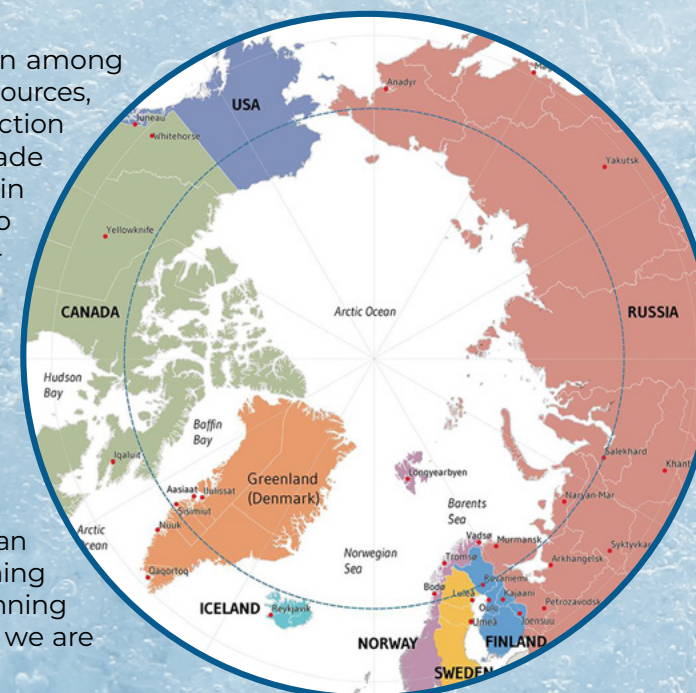 n among
ources,
ction
ade
in
o
USA
Anadyr
Juneau
Whitehorse
Yakutsk
Yellowknife
CANADA
Arctic Ocean
RUSSIA
Hudson
Bay
Baffin
Bay
Iqaluit
Greenland
(Denmark)
Aasiaat
Ilulissat
Sisimiut
Nuuk
Qaqortoq
Longyearbyen
Salekhard
Khant
Naryan-Mar
Barents
Sea
Vadsø
Murmansk
Arkhangelsk
Syktyvkar
Arctic
cean
Norwegian
Sea
Tromsø
Bodø
Rovaniemi
Luleå
Oulu
Kajaani
Petrozavodsk
Umeå
Joensuu
ICELAND
Reykjavik
NORWAY
SWEDEN
FINLAND
an
ning
nning
we are